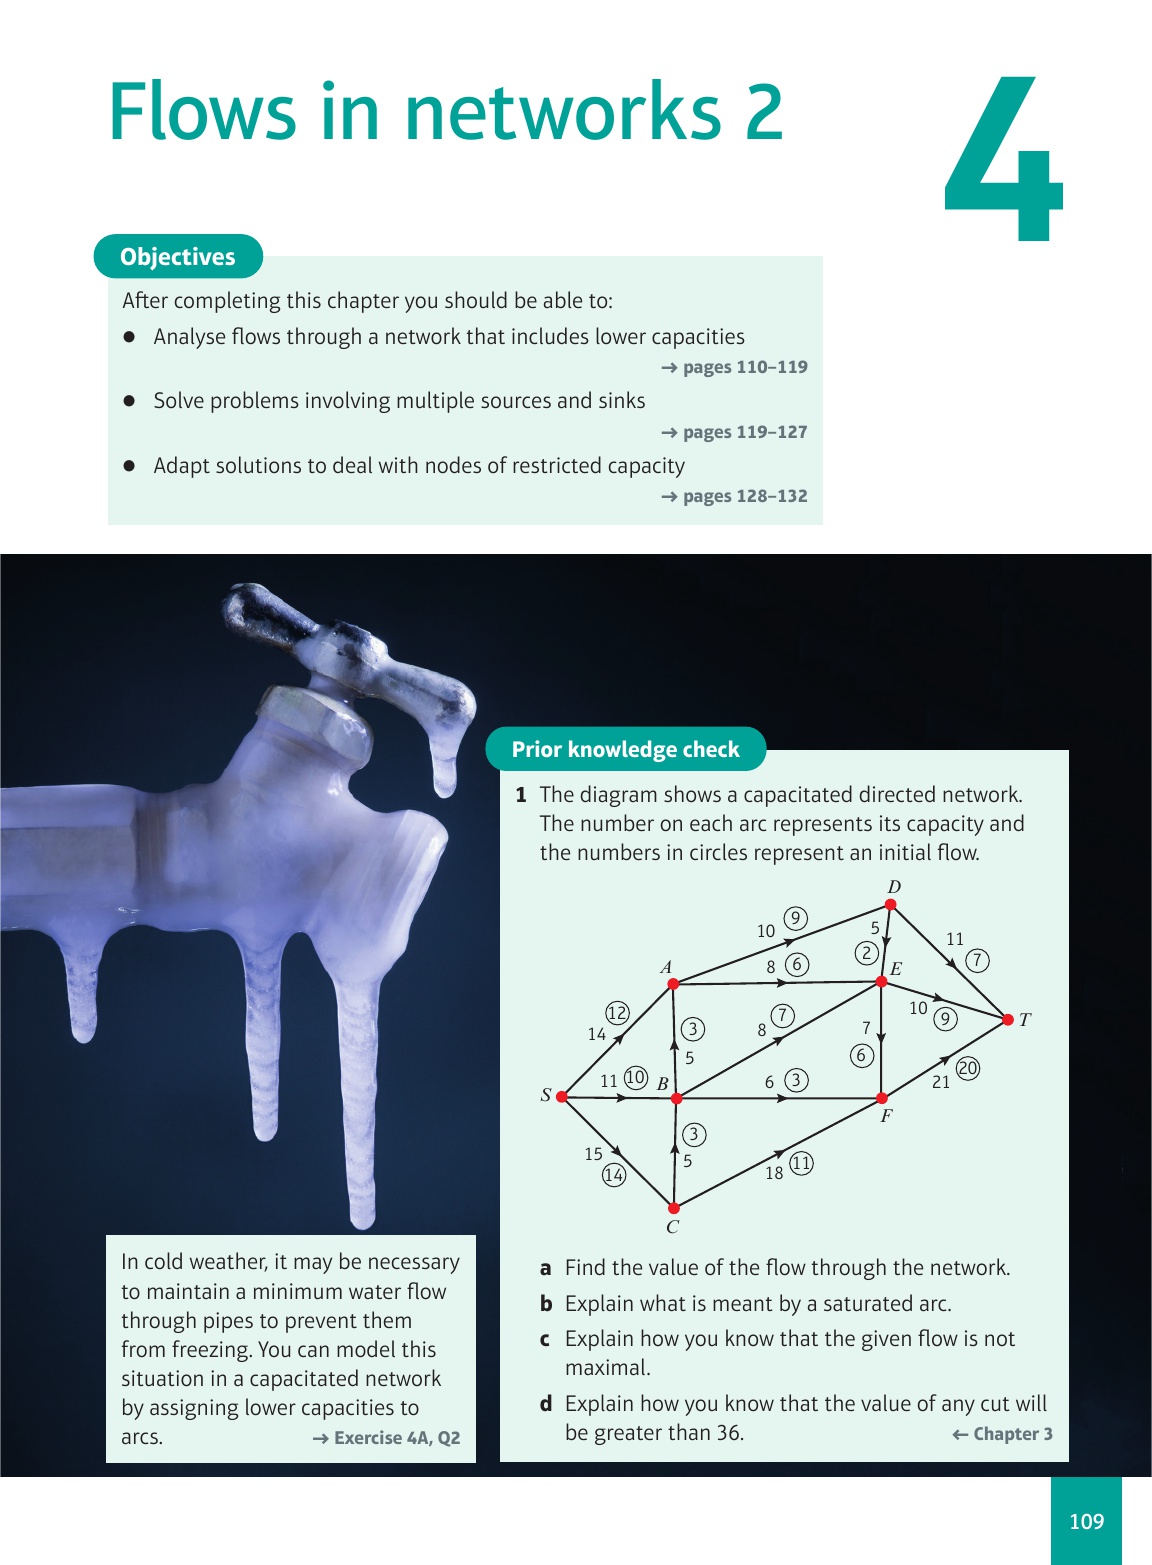 Flows in networks 2
4
Objectives
After completing this chapter you should be able to:
● Analyse flows through a network that includes lower capacities
→ pages 110–119
● Solve problems involving multiple sources and sinks
→ pages 119–127
● Adapt solutions to deal with nodes of restricted capacity
→ pages 128–132
Prior knowledge check
1 The diagram shows a capacitated directed network.
The number on each arc represents its capacity and
the numbers in circles represent an initial flow.
D
10 9
5
11
2
7
A
8 6
E
12
14
3
5
8 7
10 9
T
7
6
S
11 10
B
6 3
21 20
F
15
14
3
5
18 11
C
a Find the value of the flow through the network.
b Explain what is meant by a saturated arc.
c Explain how you know that the given flow is not
maximal.
d Explain how you know that the value of any cut will
be greater than 36. ← Chapter 3
In cold weather, it may be necessary
to maintain a minimum water flow
through pipes to prevent them
from freezing. You can model this
situation in a capacitated network
by assigning lower capacities to
arcs. → Exercise 4A, Q2
109